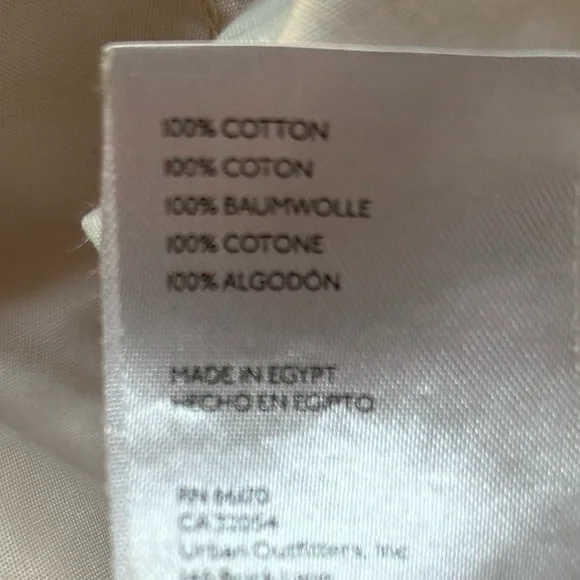 100% COTTON
100% COTON
100% BAUMWOLLE
100% COTONE
100% ALGODÓN
MADE IN EGYPT
HECHO EN EGIPTO
RN 66170
CA 32054
Urban Outfitters, Inc